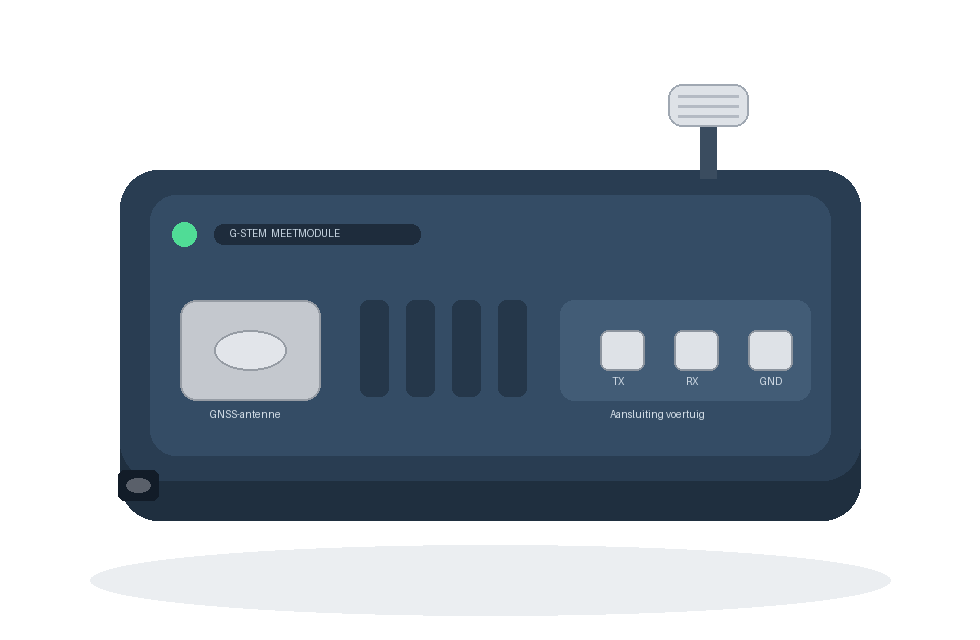 G-STEM MEETMODULE
TX
RX
GND
GNSS-antenne
Aansluiting voertuig